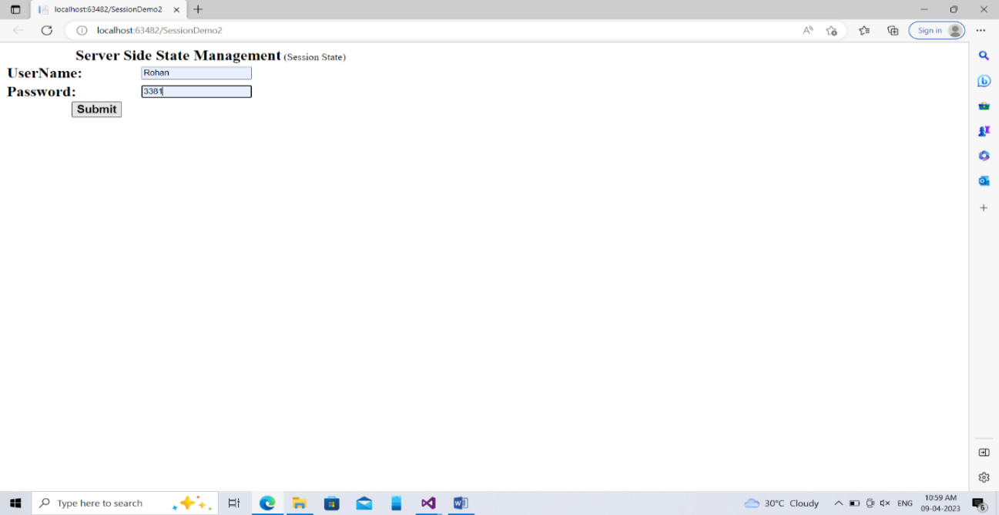 localhost:63482/SessionDemo2
localhost:63482/SessionDemo2
Sign in
Server Side State Management (Session State)
UserName: Rohan
Password: 3381
Submit
Type here to search
30°C Cloudy
ENG
10:59 AM
09-04-2023
6